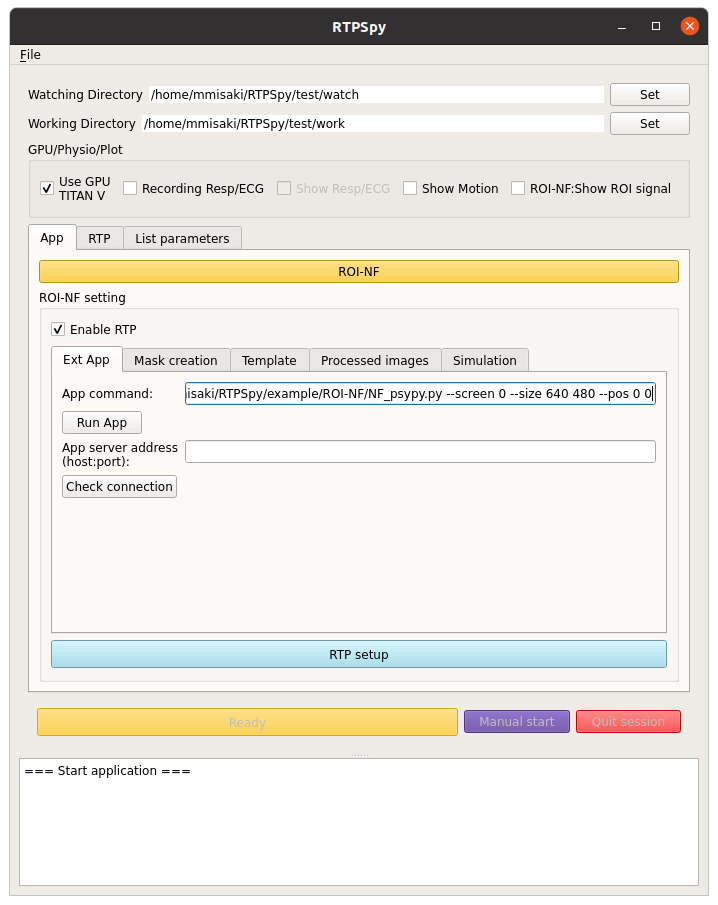 RTPSpy
File
Watching Directory /home/mmisaki/RTPSpy/test/watch Set
Working Directory /home/mmisaki/RTPSpy/test/work Set
GPU/Physio/Plot
Use GPU
TITAN V
Recording Resp/ECG
Show Resp/ECG
Show Motion
ROI-NF:Show ROI signal
App RTP List parameters
ROI-NF
ROI-NF setting
Enable RTP
Ext App Mask creation Template Processed images Simulation
App command: isaki/RTPSpy/example/ROI-NF/NF_psypy.py --screen 0 --size 640 480 --pos 0 0
Run App
App server address
(host:port):
Check connection
RTP setup
Ready Manual start Quit session
=== Start application ===